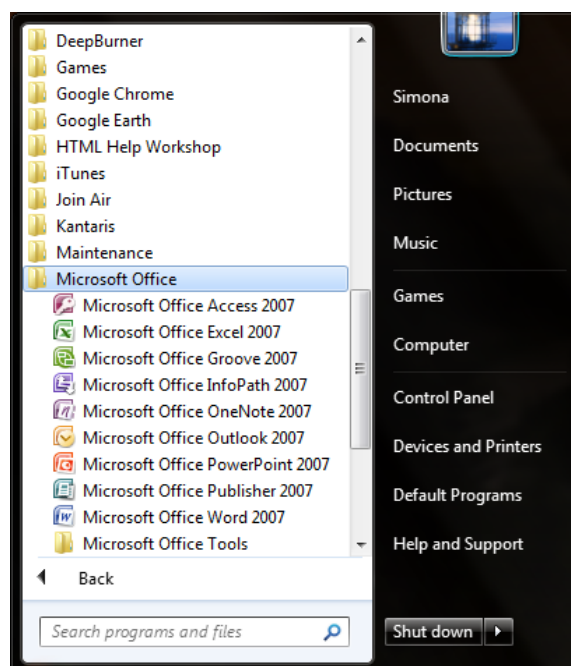 DeepBurner
Games
Google Chrome
Google Earth
HTML Help Workshop
iTunes
Join Air
Kantaris
Maintenance
Microsoft Office
Microsoft Office Access 2007
Microsoft Office Excel 2007
Microsoft Office Groove 2007
Microsoft Office InfoPath 2007
Microsoft Office OneNote 2007
Microsoft Office Outlook 2007
Microsoft Office PowerPoint 2007
Microsoft Office Publisher 2007
Microsoft Office Word 2007
Microsoft Office Tools
Back
Search programs and files
Simona
Documents
Pictures
Music
Games
Computer
Control Panel
Devices and Printers
Default Programs
Help and Support
Shut down